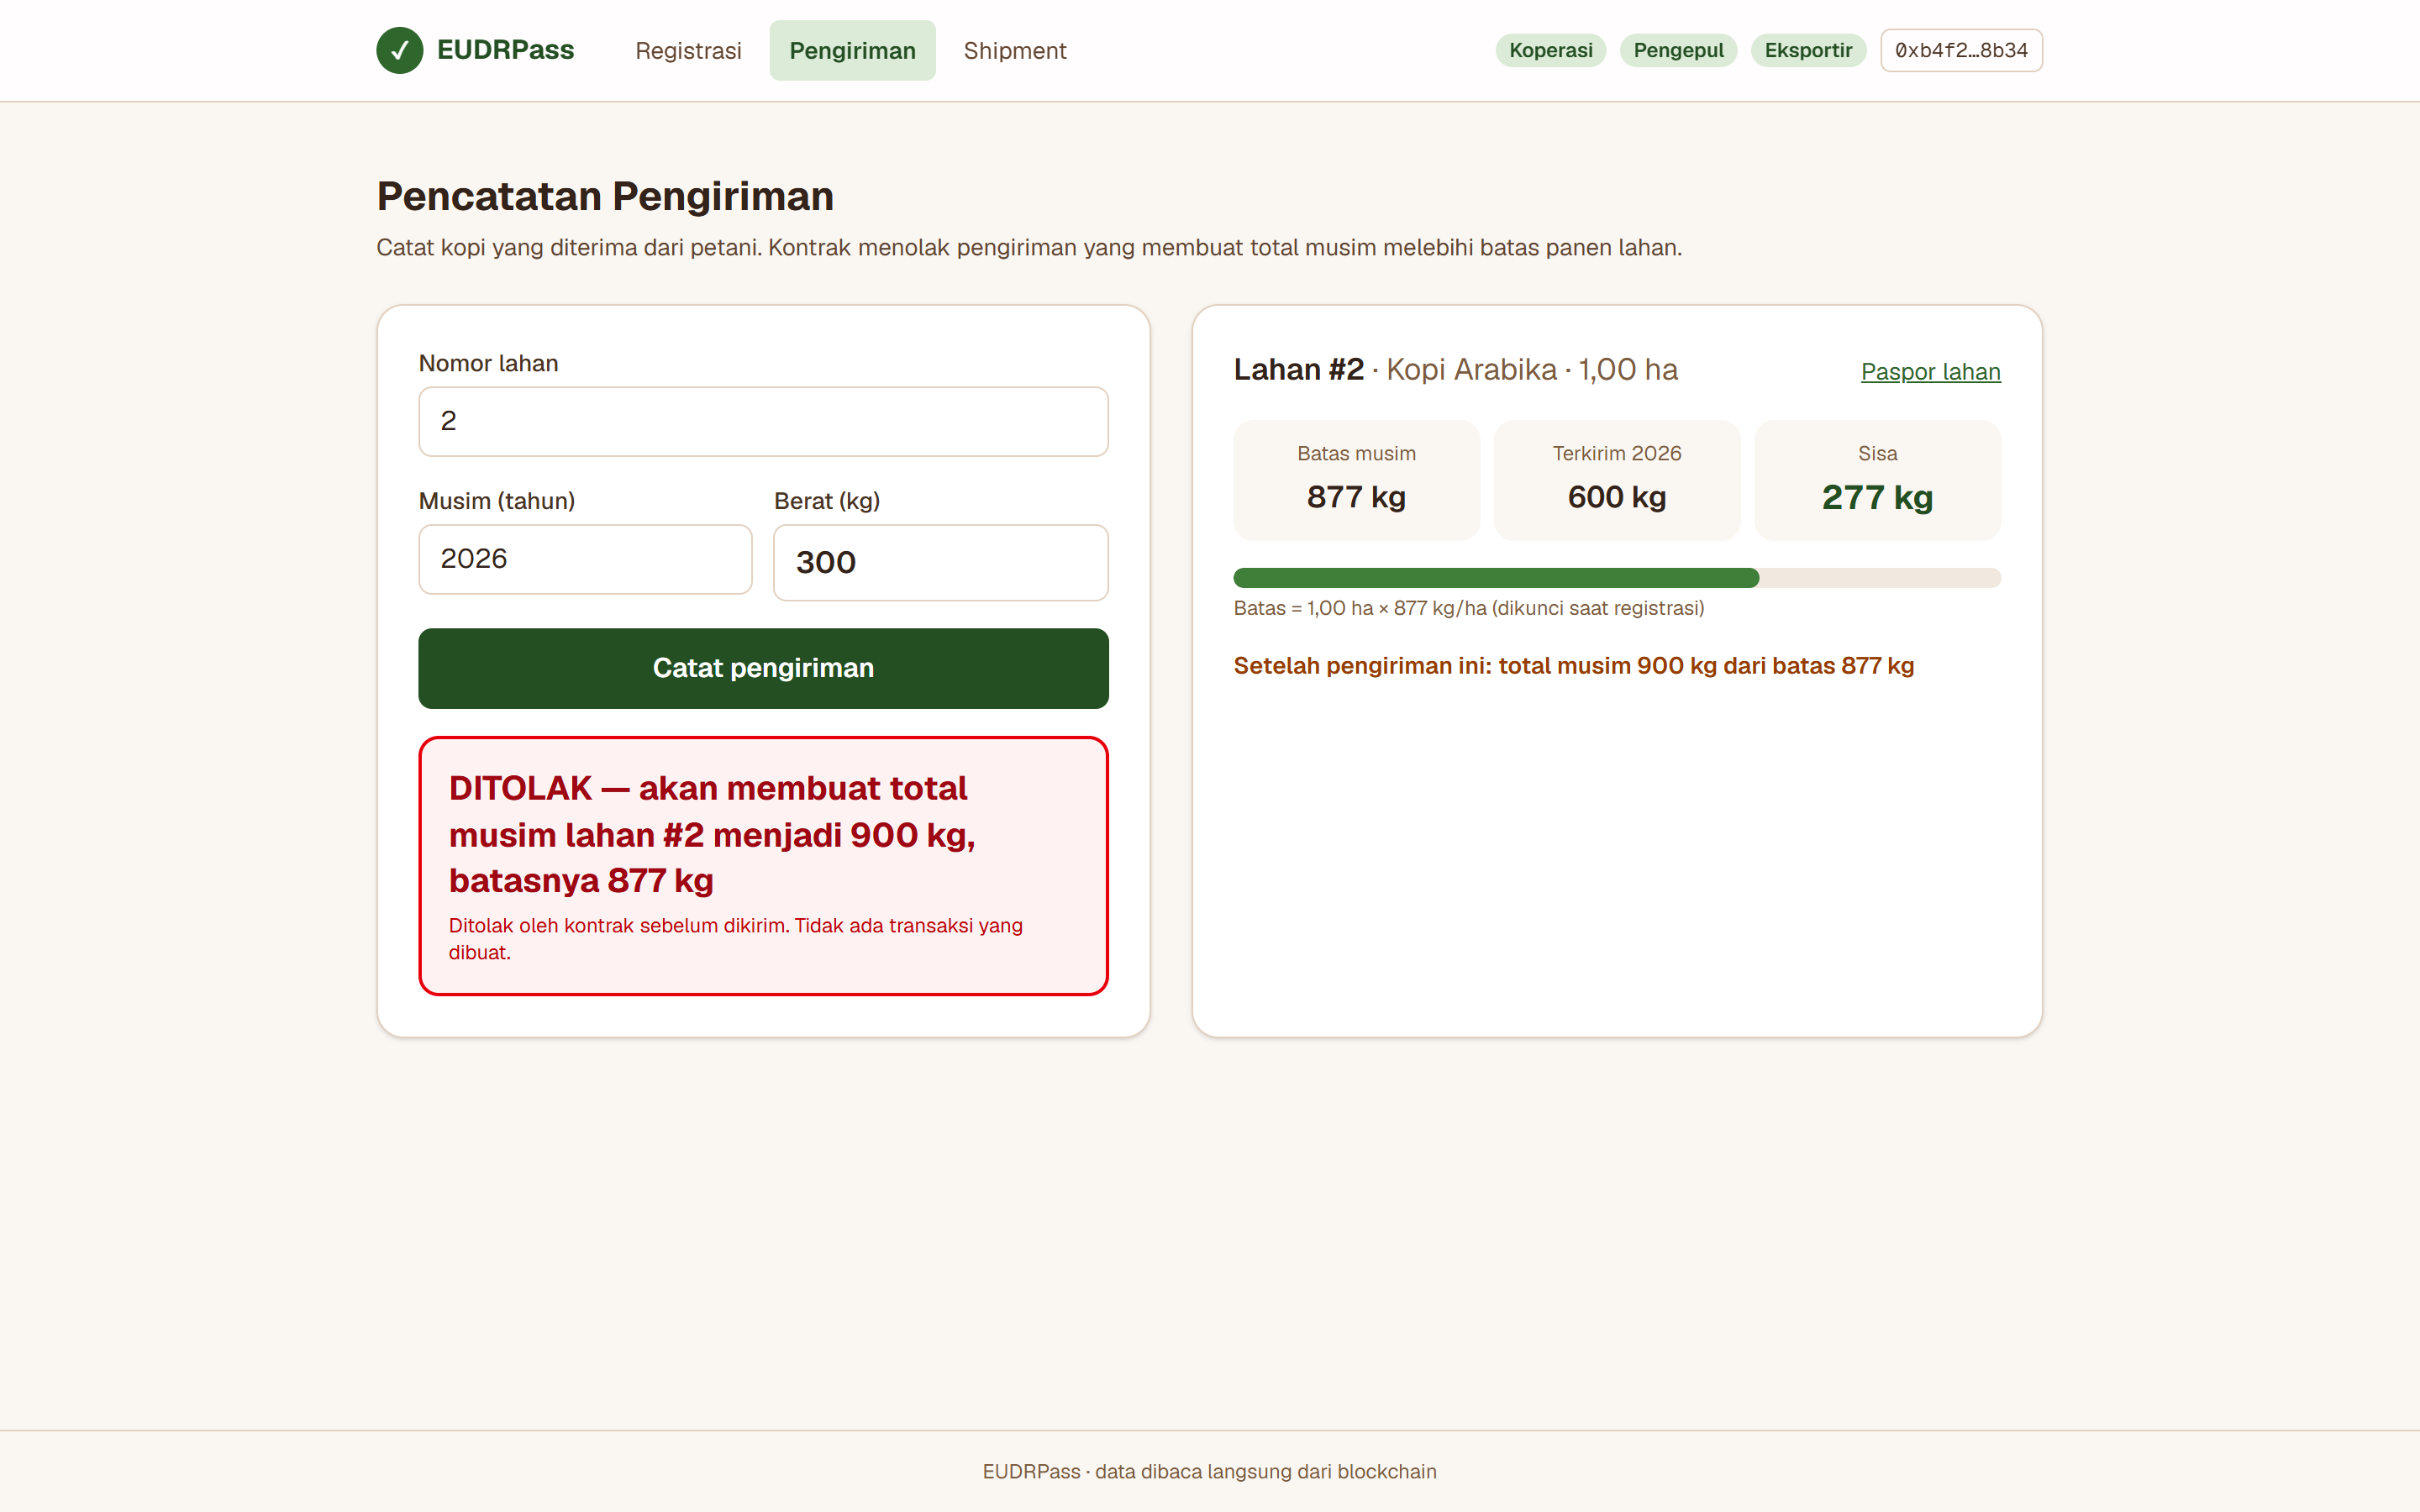 ✓ EUDRPass Registrasi Pengiriman Shipment Koperasi Pengepul Eksportir 0xb4f2…8b34
Pencatatan Pengiriman
Catat kopi yang diterima dari petani. Kontrak menolak pengiriman yang membuat total musim melebihi batas panen lahan.
Nomor lahan
2
Musim (tahun) Berat (kg)
2026 300
Catat pengiriman
DITOLAK — akan membuat total
musim lahan #2 menjadi 900 kg,
batasnya 877 kg
Ditolak oleh kontrak sebelum dikirim. Tidak ada transaksi yang
dibuat.
Lahan #2 · Kopi Arabika · 1,00 ha Paspor lahan
Batas musim Terkirim 2026 Sisa
877 kg 600 kg 277 kg
Batas = 1,00 ha × 877 kg/ha (dikunci saat registrasi)
Setelah pengiriman ini: total musim 900 kg dari batas 877 kg
EUDRPass · data dibaca langsung dari blockchain